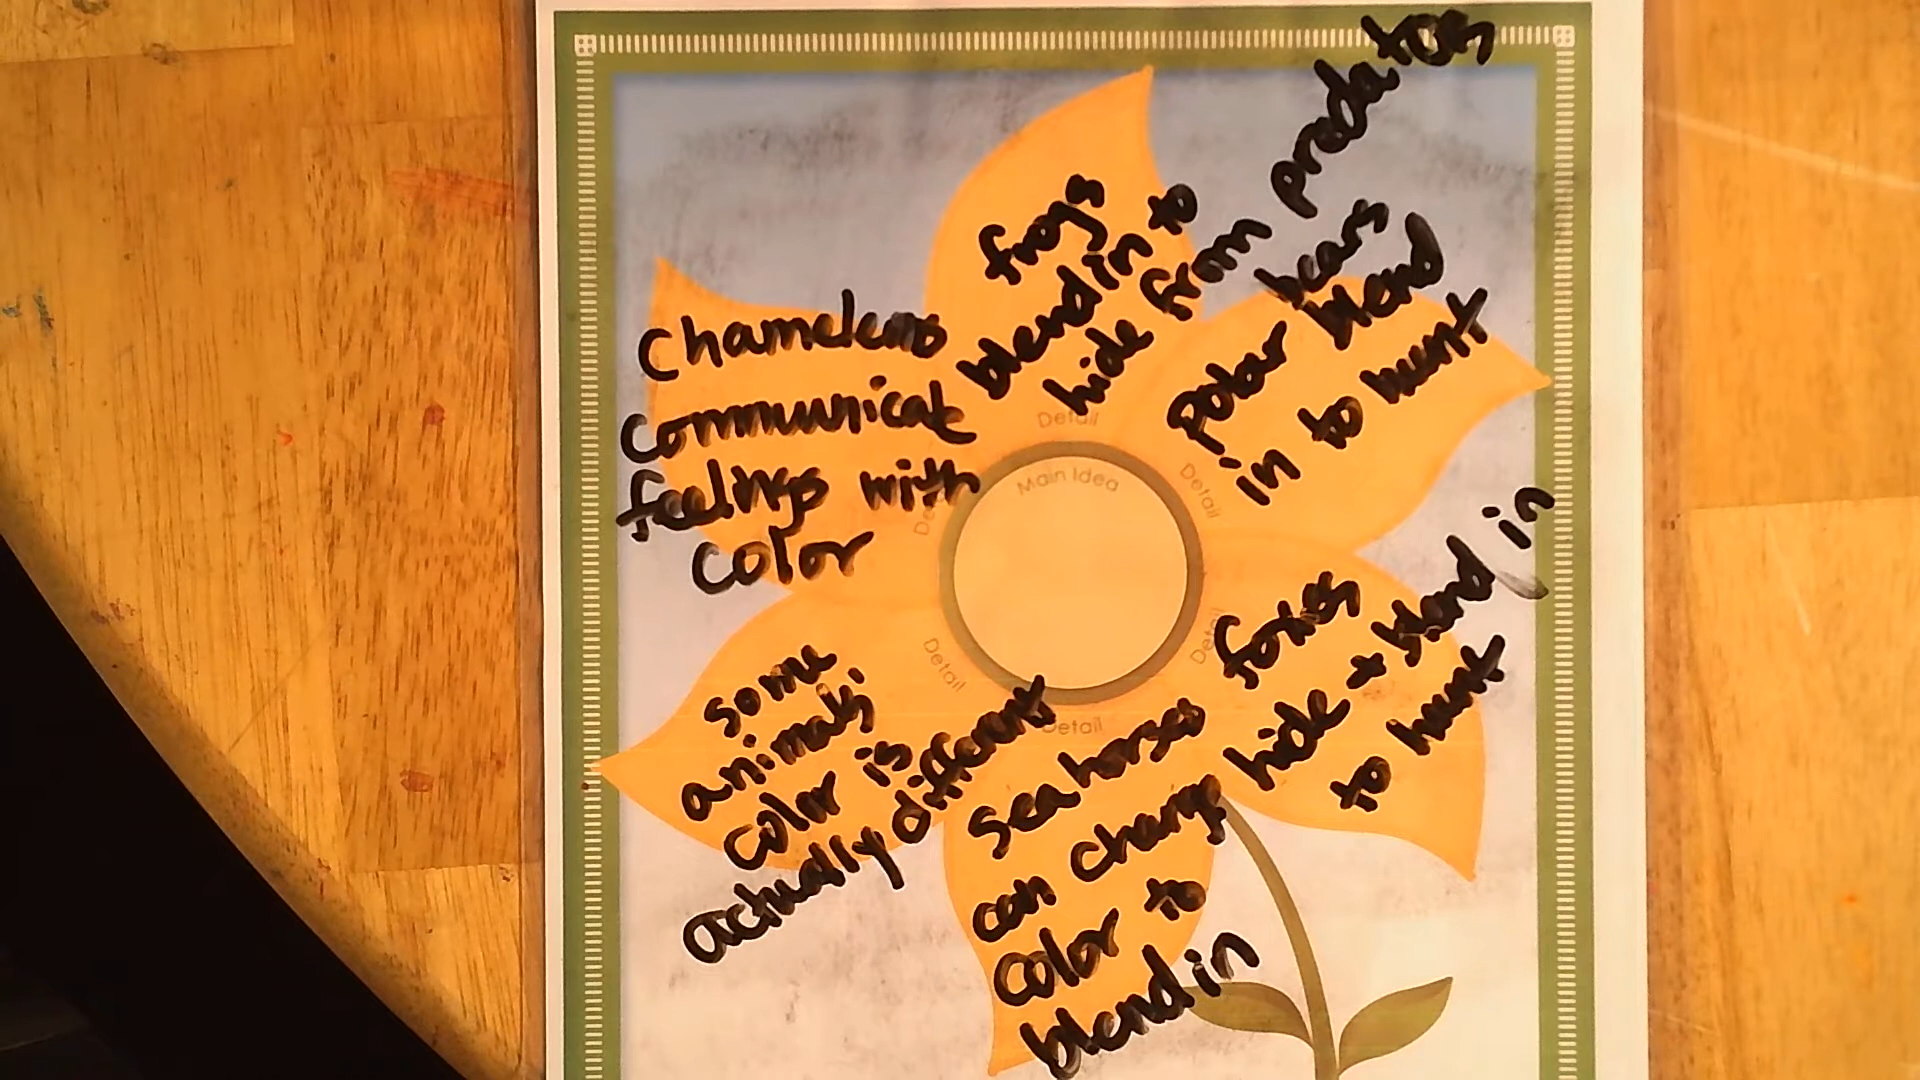 frogs
blend in to
hide from predators
polar bears
blend
in to hunt
foxes
hide + blend in
to hunt
sea horses
can change
color to
blend in
some
animals'
color is
actually different
Chameleons
communicate
feelings with
color
Main Idea
Detail
Detail
Detail
Detail
Detail